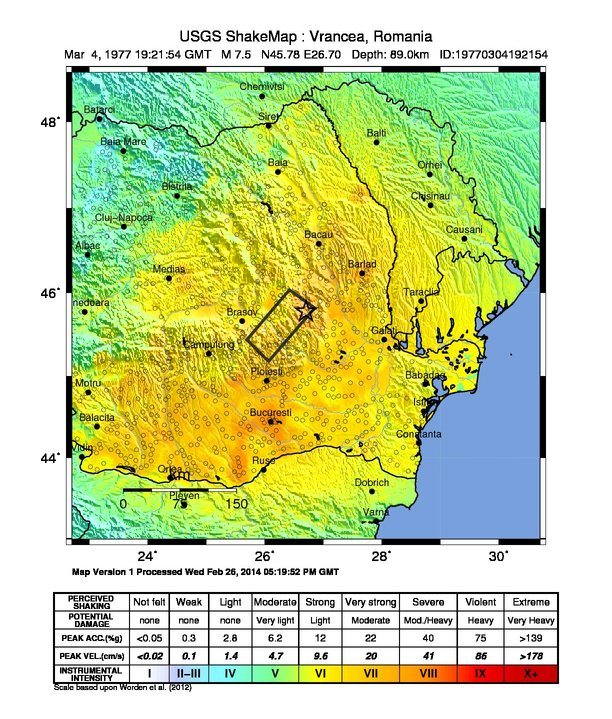 USGS ShakeMap : Vrancea, Romania
Mar 4, 1977 19:21:54 GMT M 7.5 N45.78 E26.70 Depth: 89.0km ID:19770304192154
Chernivtsi
Batarci
Siret
48°
Balti
Baia Mare
Baia
Orhei
Bistrita
Chisinau
Cluj-Napoca
Causani
Bacau
Albac
Barlad
Medias
46°
Taraclia
nedoara
Brasov
Galati
Campulung
Ploiesti
Babadag
Motru
Bucuresti
Balacita
Constanta
Vidin
44°
Ruse
km
Dobrich
0 75 150
Pleven
Varna
24° 26° 28° 30°
Map Version 1 Processed Wed Feb 26, 2014 05:19:52 PM GMT
PERCEIVED SHAKING Not felt Weak Light Moderate Strong Very strong Severe Violent Extreme
POTENTIAL DAMAGE none none none Very light Light Moderate Mod./Heavy Heavy Very Heavy
PEAK ACC.(%g) <0.05 0.3 2.8 6.2 12 22 40 75 >139
PEAK VEL.(cm/s) <0.02 0.1 1.4 4.7 9.6 20 41 86 >178
INSTRUMENTAL INTENSITY I II-III IV V VI VII VIII IX X+
Scale based upon Worden et al. (2012)